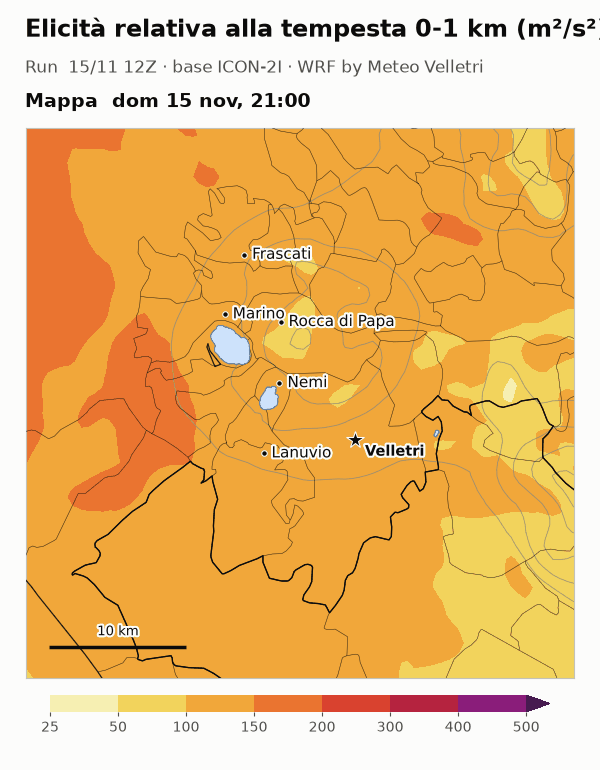 Elicità relativa alla tempesta 0-1 km (m²/s²)
Run 15/11 12Z · base ICON-2I · WRF by Meteo Velletri
Mappa dom 15 nov, 21:00
Frascati
Marino
Rocca di Papa
Nemi
Velletri
Lanuvio
10 km
25 50 100 150 200 300 400 500